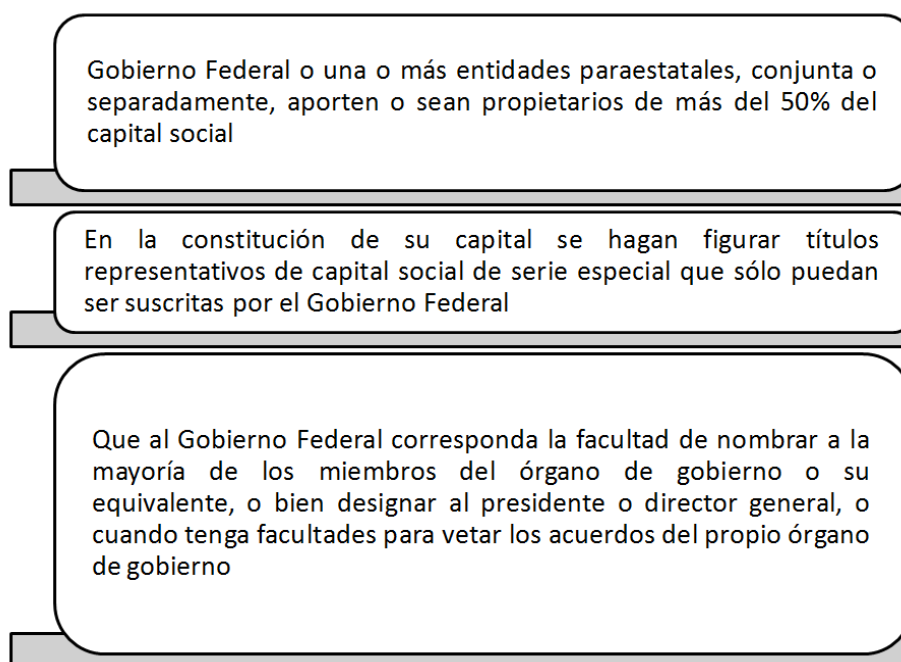 Gobierno Federal o una o más entidades paraestatales, conjunta o
separadamente, aporten o sean propietarios de más del 50% del
capital social
En la constitución de su capital se hagan figurar títulos
representativos de capital social de serie especial que sólo puedan
ser suscritas por el Gobierno Federal
Que al Gobierno Federal corresponda la facultad de nombrar a la
mayoría de los miembros del órgano de gobierno o su
equivalente, o bien designar al presidente o director general, o
cuando tenga facultades para vetar los acuerdos del propio órgano
de gobierno